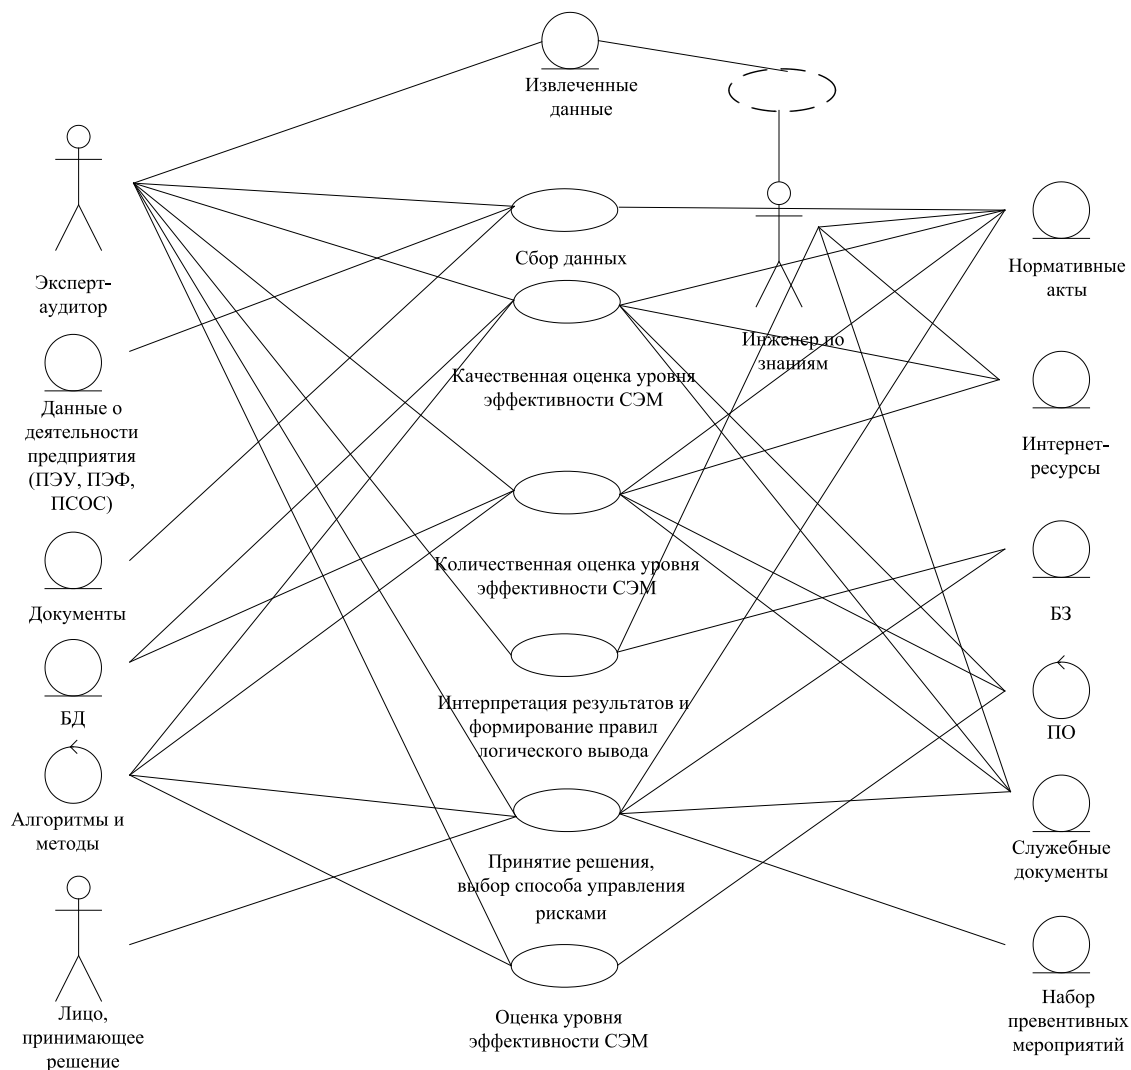 Извлеченные
данные
Эксперт-
аудитор
Данные о
деятельности
предприятия
(ПЭУ, ПЭФ,
ПСОС)
Документы
БД
Алгоритмы и
методы
Лицо,
принимающее
решение
Сбор данных
Качественная оценка уровня
эффективности СЭМ
Количественная оценка уровня
эффективности СЭМ
Интерпретация результатов и
формирование правил
логического вывода
Принятие решения,
выбор способа управления
рисками
Оценка уровня
эффективности СЭМ
Инженер по
знаниям
Нормативные
акты
Интернет-
ресурсы
БЗ
ПО
Служебные
документы
Набор
превентивных
мероприятий